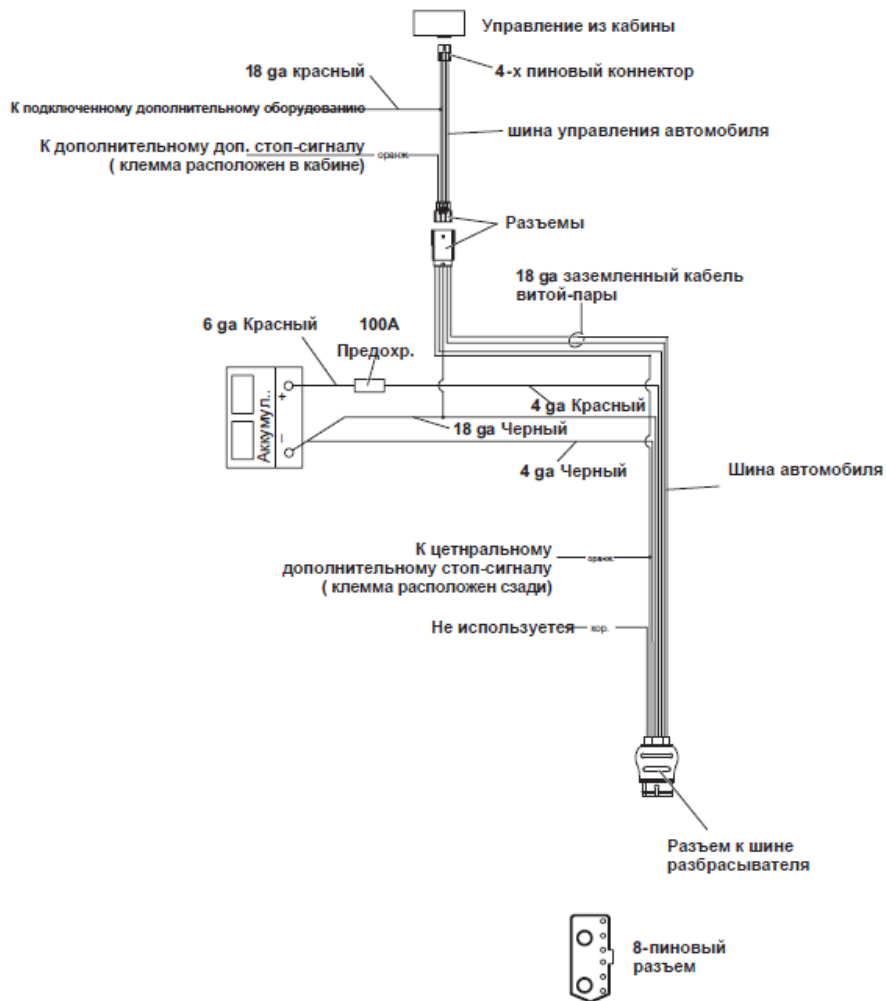 Управление из кабины
18 ga красный
4-х пиновый коннектор
К подключенному дополнительному оборудованию
шина управления автомобиля
К дополнительному доп. стоп-сигналу
( клемма расположен в кабине)
оранж.
Разъемы
18 ga заземленный кабель
витой-пары
6 ga Красный
100А
Предохр.
Аккумул..
+
–
4 ga Красный
18 ga Черный
4 ga Черный
Шина автомобиля
К цетнральному
дополнительному стоп-сигналу
( клемма расположен сзади)
оранж.
Не используется
кор.
Разъем к шине
разбрасывателя
8-пиновый
разъем